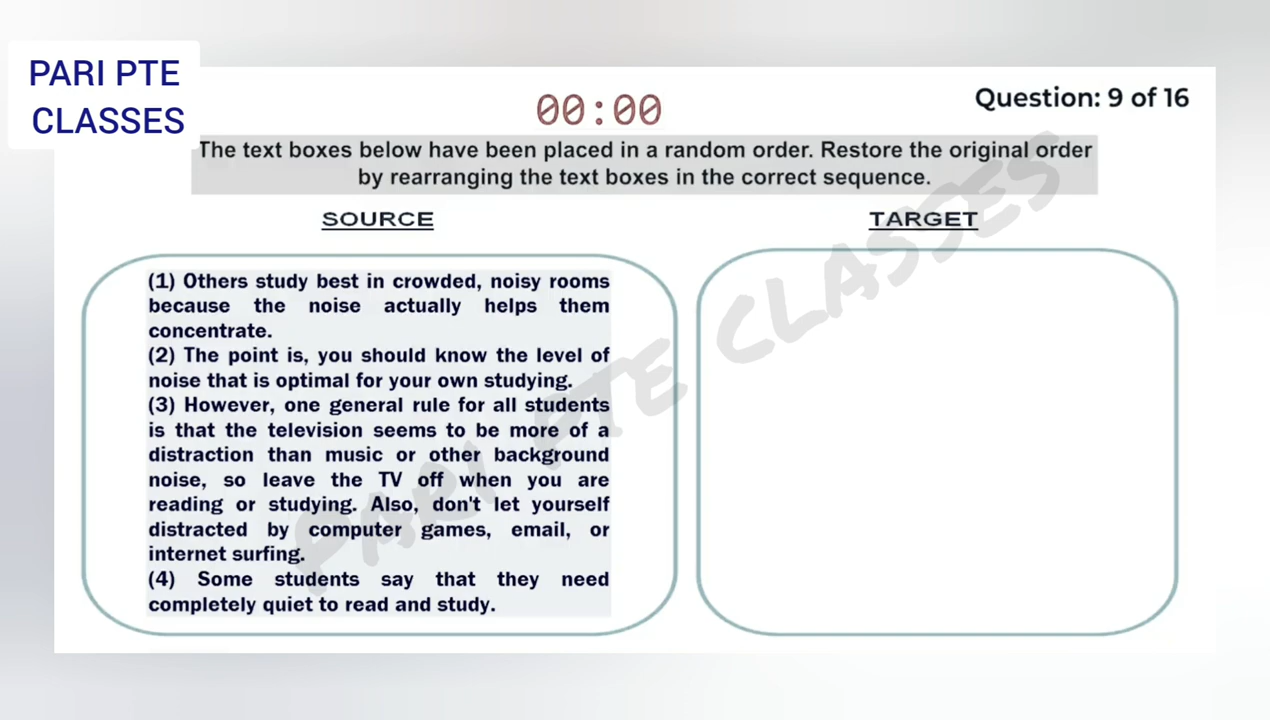 PARI PTE
CLASSES
00:00
Question: 9 of 16
The text boxes below have been placed in a random order. Restore the original order
by rearranging the text boxes in the correct sequence.
SOURCE
TARGET
(1) Others study best in crowded, noisy rooms
because the noise actually helps them
concentrate.
(2) The point is, you should know the level of
noise that is optimal for your own studying.
(3) However, one general rule for all students
is that the television seems to be more of a
distraction than music or other background
noise, so leave the TV off when you are
reading or studying. Also, don't let yourself
distracted by computer games, email, or
internet surfing.
(4) Some students say that they need
completely quiet to read and study.
PARI PTE CLASSES